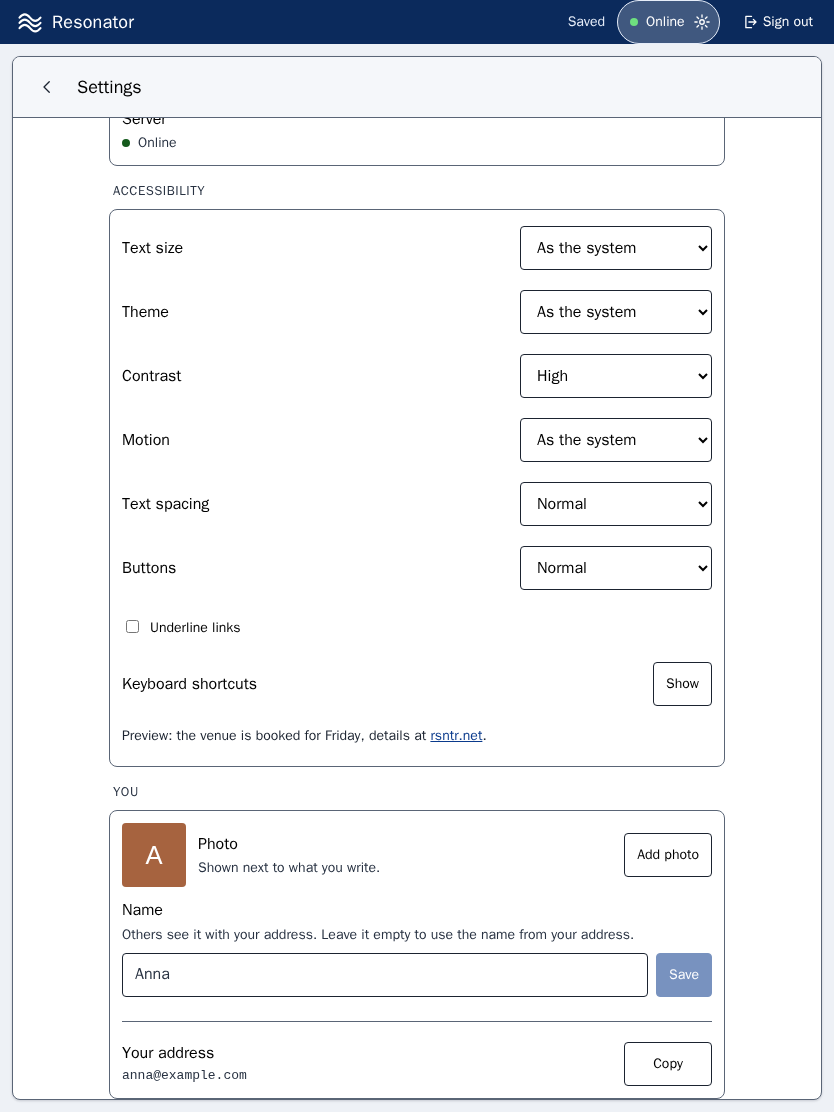 Resonator
Saved
Online
Sign out
Settings
Server
Online
ACCESSIBILITY
Text size
As the system
Theme
As the system
Contrast
High
Motion
As the system
Text spacing
Normal
Buttons
Normal
Underline links
Keyboard shortcuts
Show
Preview: the venue is booked for Friday, details at rsntr.net.
YOU
A
Photo
Shown next to what you write.
Add photo
Name
Others see it with your address. Leave it empty to use the name from your address.
Anna
Save
Your address
anna@example.com
Copy